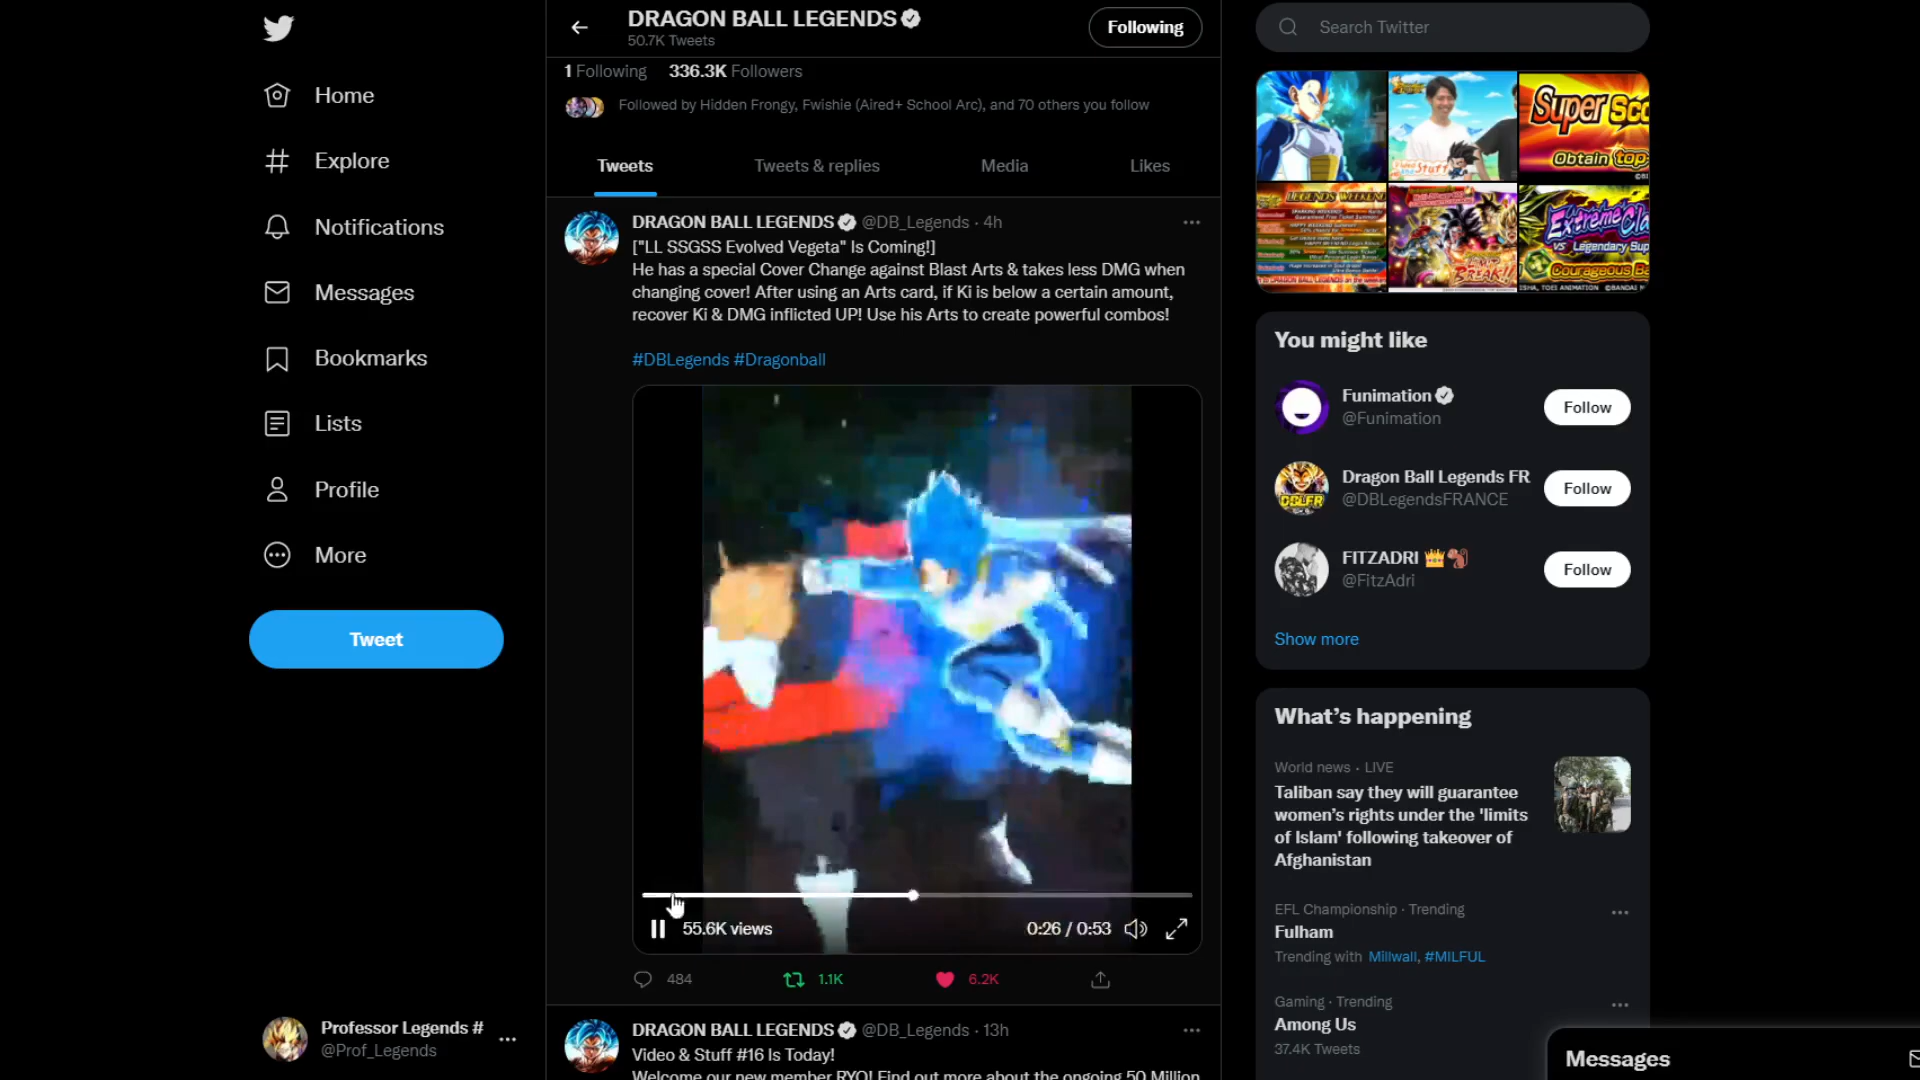 Home
Explore
Notifications
Messages
Bookmarks
Lists
Profile
More
Tweet
Professor Legends #
@Prof_Legends
DRAGON BALL LEGENDS
50.7K Tweets
Following
1 Following 336.3K Followers
Followed by Hidden Frongy, Fwishie (Aired+ School Arc), and 70 others you follow
Tweets
Tweets & replies
Media
Likes
DRAGON BALL LEGENDS @DB_Legends · 4h
["LL SSGSS Evolved Vegeta" Is Coming!]
He has a special Cover Change against Blast Arts & takes less DMG when
changing cover! After using an Arts card, if Ki is below a certain amount,
recover Ki & DMG inflicted UP! Use his Arts to create powerful combos!
#DBLegends #Dragonball
55.6K views
0:26 / 0:53
484
1.1K
6.2K
DRAGON BALL LEGENDS @DB_Legends · 13h
Video & Stuff #16 Is Today!
Welcome our new member RYO! Find out more about the ongoing 50 Million
Search Twitter
Stuff
Super Sco
Obtain top
LEGENDS WEEKEN
BREAK!!
Extreme Cla
VS Legendary Sup
Courageous Ba
You might like
Funimation
@Funimation
Follow
DBLFR
Dragon Ball Legends FR
@DBLegendsFRANCE
Follow
FITZADRI 👑🐒
@FitzAdri
Follow
Show more
What's happening
World news · LIVE
Taliban say they will guarantee
women's rights under the 'limits
of Islam' following takeover of
Afghanistan
EFL Championship · Trending
Fulham
Trending with Millwall, #MILFUL
Gaming · Trending
Among Us
37.4K Tweets
Messages